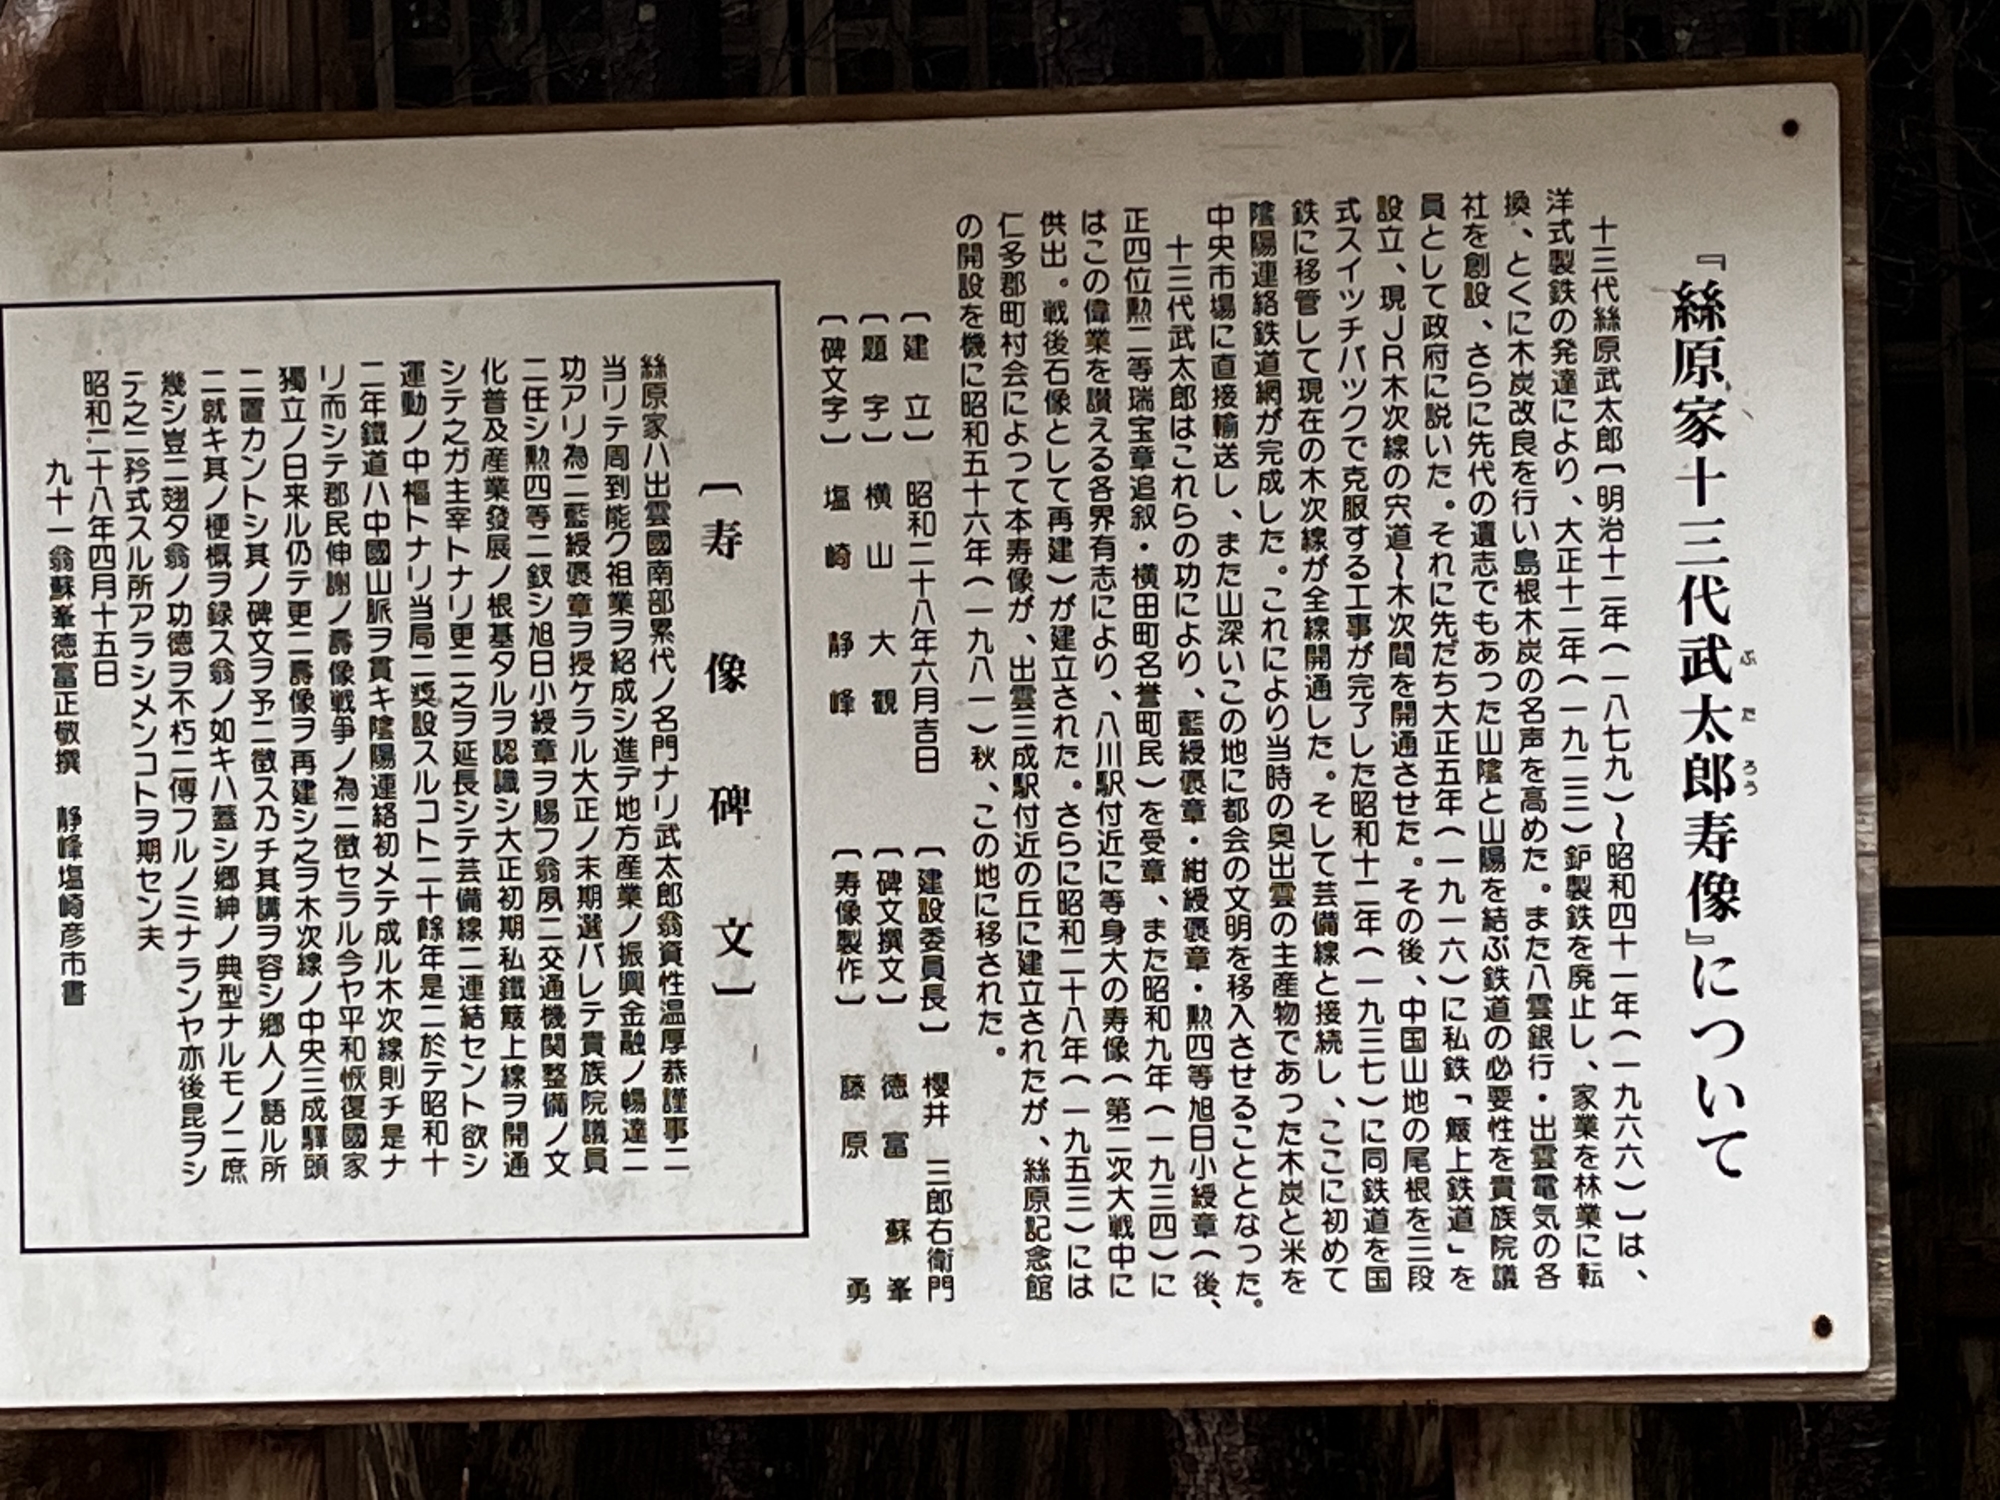 『絲原家十三代武太郎寿像』について
ぶたろう
十三代絲原武太郎〔明治十二年(一八七九)〜昭和四十一年(一九六六)〕は、
洋式製鉄の発達により、大正十二年(一九二三)鈩製鉄を廃止し、家業を林業に転
換、とくに木炭改良を行い島根木炭の名声を高めた。また八雲銀行・出雲電気の各
社を創設、さらに先代の遺志でもあった山陰と山陽を結ぶ鉄道の必要性を貴族院議
員として政府に説いた。それに先だち大正五年(一九一六)に私鉄「簸上鉄道」を
設立、現JR木次線の宍道〜木次間を開通させた。その後、中国山地の尾根を三段
式スイッチバックで克服する工事が完了した昭和十二年(一九三七)に同鉄道を国
鉄に移管して現在の木次線が全線開通した。そして芸備線と接続し、ここに初めて
陰陽連絡鉄道網が完成した。これにより当時の奥出雲の主産物であった木炭と米を
中央市場に直接輸送し、また山深いこの地に都会の文明を移入させることとなった。
十三代武太郎はこれらの功により、藍綬褒章・紺綬褒章・勲四等旭日小綬章(後、
正四位勲二等瑞宝章追叙・横田町名誉町民)を受章、また昭和九年(一九三四)に
はこの偉業を讃える各界有志により、八川駅付近に等身大の寿像(第二次大戦中に
供出。戦後石像として再建)が建立された。さらに昭和二十八年(一九五三)には
仁多郡町村会によって本寿像が、出雲三成駅付近の丘に建立されたが、絲原記念館
の開設を機に昭和五十六年(一九八一)秋、この地に移された。
〔建立〕 昭和二十八年六月吉日 〔建設委員長〕 櫻井三郎右衛門
〔題字〕 横山大観 〔碑文撰文〕 徳富蘇峯
〔碑文字〕 塩崎静峰 〔寿像製作〕 藤原勇
〔寿像碑文〕
絲原家ハ出雲國南部累代ノ名門ナリ武太郎翁資性温厚恭謹事ニ
当リテ周到能ク祖業ヲ紹成シ進デ地方産業ノ振興金融ノ暢達ニ
功アリ為ニ藍綬褒章ヲ授ケラル大正ノ末期選バレテ貴族院議員
ニ任シ勲四等ニ叙シ旭日小綬章ヲ賜フ翁夙ニ交通機関整備ノ文
化普及産業發展ノ根基タルヲ認識シ大正初期私鐵簸上線ヲ開通
シテ之ガ主宰トナリ更ニ之ヲ延長シテ芸備線ニ連結セント欲シ
運動ノ中樞トナリ当局ニ獎設スルコト二十餘年是ニ於テ昭和十
二年鐵道ハ中國山脈ヲ貫キ陰陽連絡初メテ成ル木次線則チ是ナ
リ而シテ郡民伸謝ノ壽像戦爭ノ為ニ徴セラル今ヤ平和恢復國家
獨立ノ日来ル仍テ更ニ壽像ヲ再建シ之ヲ木次線ノ中央三成驛頭
ニ置カントシ其ノ碑文ヲ予ニ徴ス乃チ其講ヲ容シ郷人ノ語ル所
ニ就キ其ノ梗概ヲ録ス翁ノ如キハ蓋シ郷紳ノ典型ナルモノニ庶
幾シ豈ニ翅タ翁ノ功徳ヲ不朽ニ傳フルノミナランヤ亦後昆ヲシ
テ之ニ矜式スル所アラシメンコトヲ期セン夫
昭和二十八年四月十五日
九十一翁蘇峯徳富正敬撰 静峰塩崎彦市書